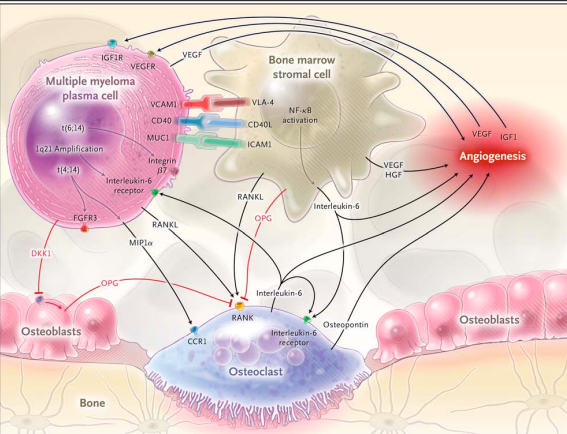 IGF1R
VEGFR
VEGF
Multiple myeloma
plasma cell
Bone marrow
stromal cell
VCAM1
VLA-4
CD40
CD40L
MUC1
ICAM1
NF-κB
activation
t(6;14)
1q21 Amplification
t(4;14)
Integrin
β7
Interleukin-6
receptor
FGFR3
VEGF
IGF1
Angiogenesis
VEGF
HGF
RANKL
OPG
Interleukin-6
RANKL
MIP1α
DKK1
OPG
Interleukin-6
Osteoblasts
RANK
CCR1
Interleukin-6
receptor
Osteopontin
Osteoblasts
Osteoclast
Bone